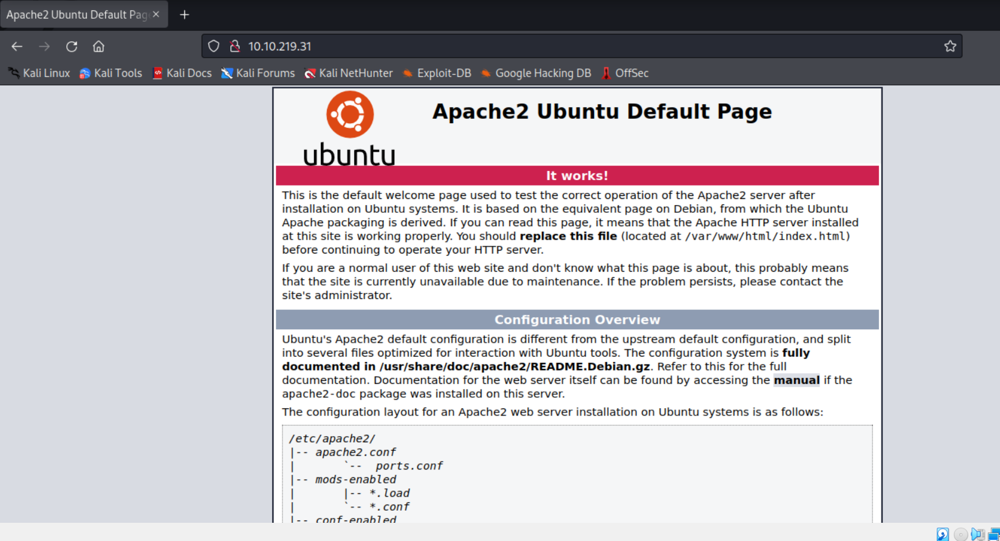 Apache2 Ubuntu Default Pag
10.10.219.31
Kali Linux Kali Tools Kali Docs Kali Forums Kali NetHunter Exploit-DB Google Hacking DB OffSec
ubuntu
Apache2 Ubuntu Default Page
It works!
This is the default welcome page used to test the correct operation of the Apache2 server after
installation on Ubuntu systems. It is based on the equivalent page on Debian, from which the Ubuntu
Apache packaging is derived. If you can read this page, it means that the Apache HTTP server installed
at this site is working properly. You should replace this file (located at /var/www/html/index.html)
before continuing to operate your HTTP server.
If you are a normal user of this web site and don't know what this page is about, this probably means
that the site is currently unavailable due to maintenance. If the problem persists, please contact the
site's administrator.
Configuration Overview
Ubuntu's Apache2 default configuration is different from the upstream default configuration, and split
into several files optimized for interaction with Ubuntu tools. The configuration system is fully
documented in /usr/share/doc/apache2/README.Debian.gz. Refer to this for the full
documentation. Documentation for the web server itself can be found by accessing the manual if the
apache2-doc package was installed on this server.
The configuration layout for an Apache2 web server installation on Ubuntu systems is as follows:
/etc/apache2/
|-- apache2.conf
|       `--  ports.conf
|-- mods-enabled
|       |-- *.load
|       `-- *.conf
|-- conf-enabled